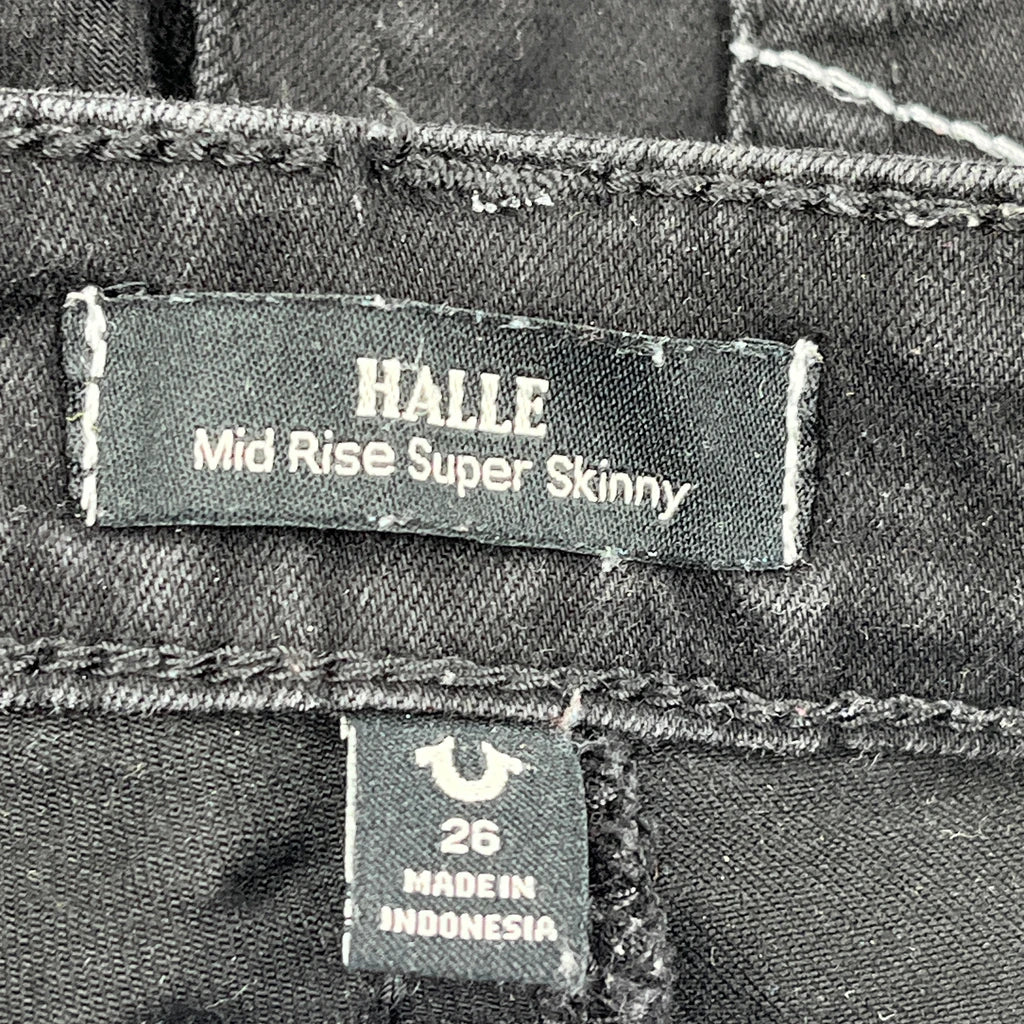 HALLE
Mid Rise Super Skinny
26
MADE IN
INDONESIA